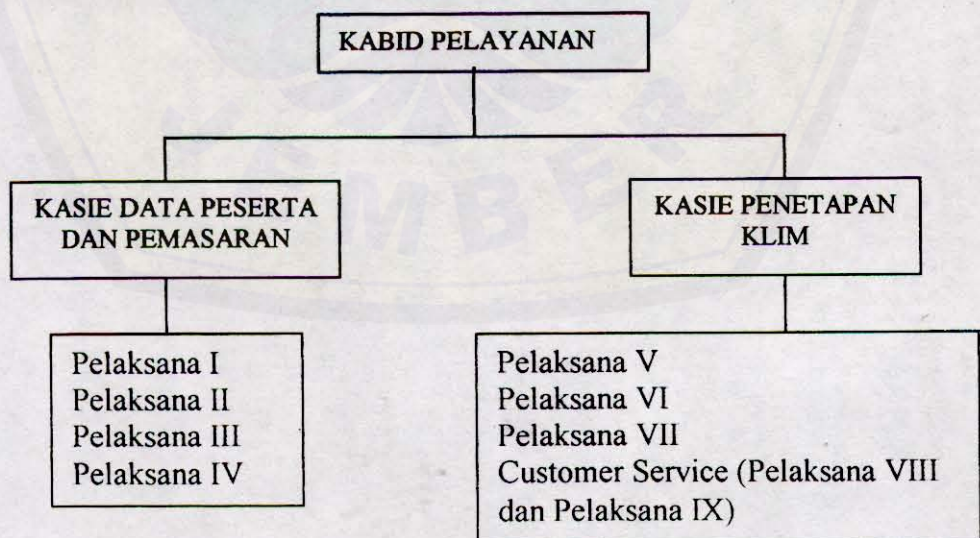 KABID PELAYANAN
KASIE DATA PESERTA
DAN PEMASARAN
KASIE PENETAPAN
KLIM
Pelaksana I
Pelaksana II
Pelaksana III
Pelaksana IV
Pelaksana V
Pelaksana VI
Pelaksana VII
Customer Service (Pelaksana VIII
dan Pelaksana IX)
JEMBER